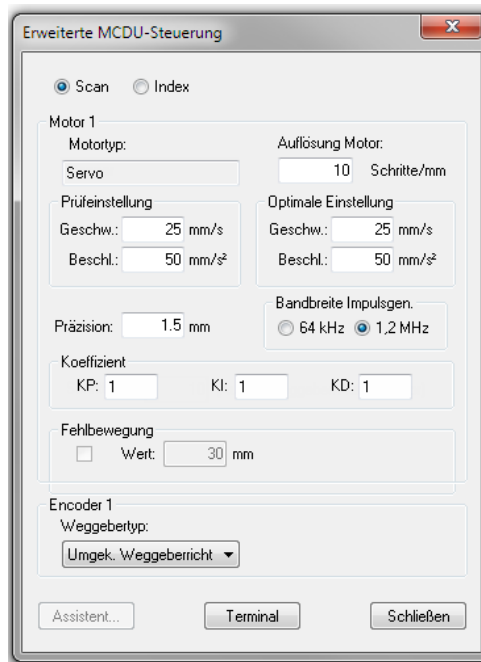 Erweiterte MCDU-Steuerung
Scan Index
Motor 1
Motortyp: Auflösung Motor:
Servo 10 Schritte/mm
Prüfeinstellung Optimale Einstellung
Geschw.: 25 mm/s Geschw.: 25 mm/s
Beschl.: 50 mm/s² Beschl.: 50 mm/s²
Bandbreite Impulsgen.
Präzision: 1.5 mm 64 kHz 1,2 MHz
Koeffizient
KP: 1 KI: 1 KD: 1
Fehlbewegung
Wert: 30 mm
Encoder 1
Weggebertyp:
Umgek. Weggeberricht
Assistent... Terminal Schließen